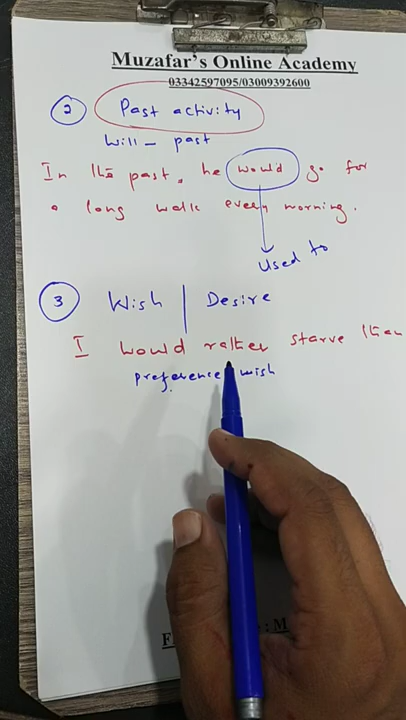 Muzafar's Online Academy
03342597095/03009392600
2 Past activity
Will - past
In the past, he would go for
a long walk every morning.
Used to
3 Wish | Desire
I would rather starve than
preference wish